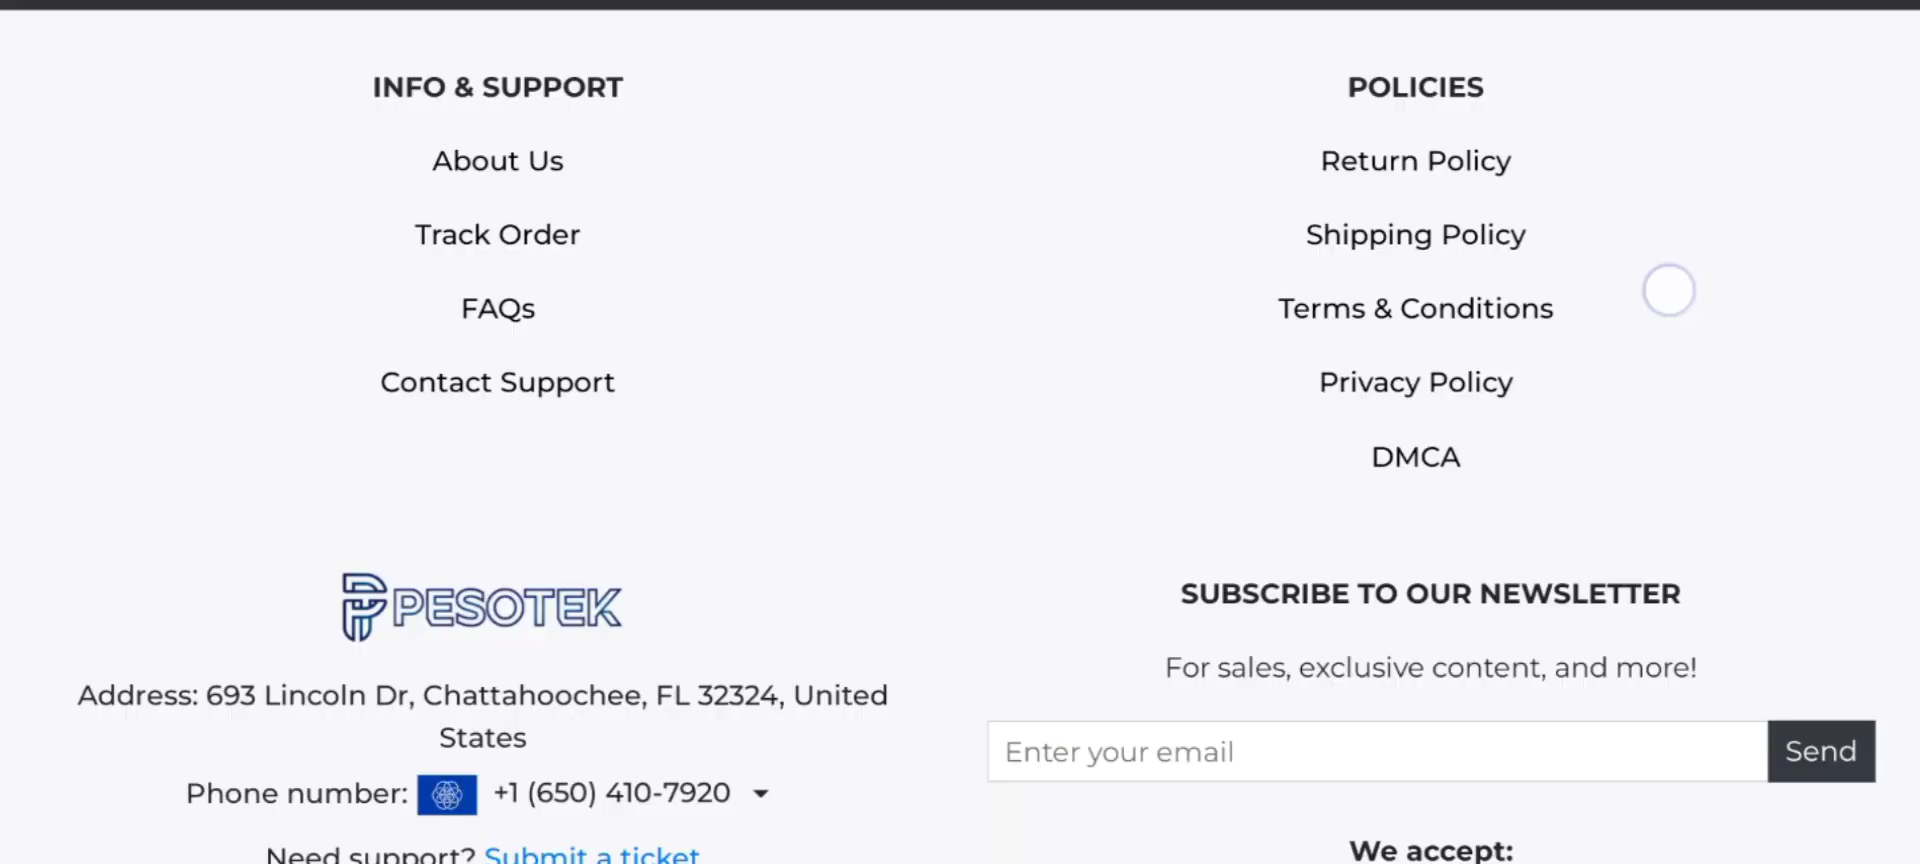 INFO & SUPPORT
About Us
Track Order
FAQs
Contact Support
POLICIES
Return Policy
Shipping Policy
Terms & Conditions
Privacy Policy
DMCA
PESOTEK
Address: 693 Lincoln Dr, Chattahoochee, FL 32324, United
States
Phone number: +1 (650) 410-7920
Need support? Submit a ticket
SUBSCRIBE TO OUR NEWSLETTER
For sales, exclusive content, and more!
Enter your email
Send
We accept: